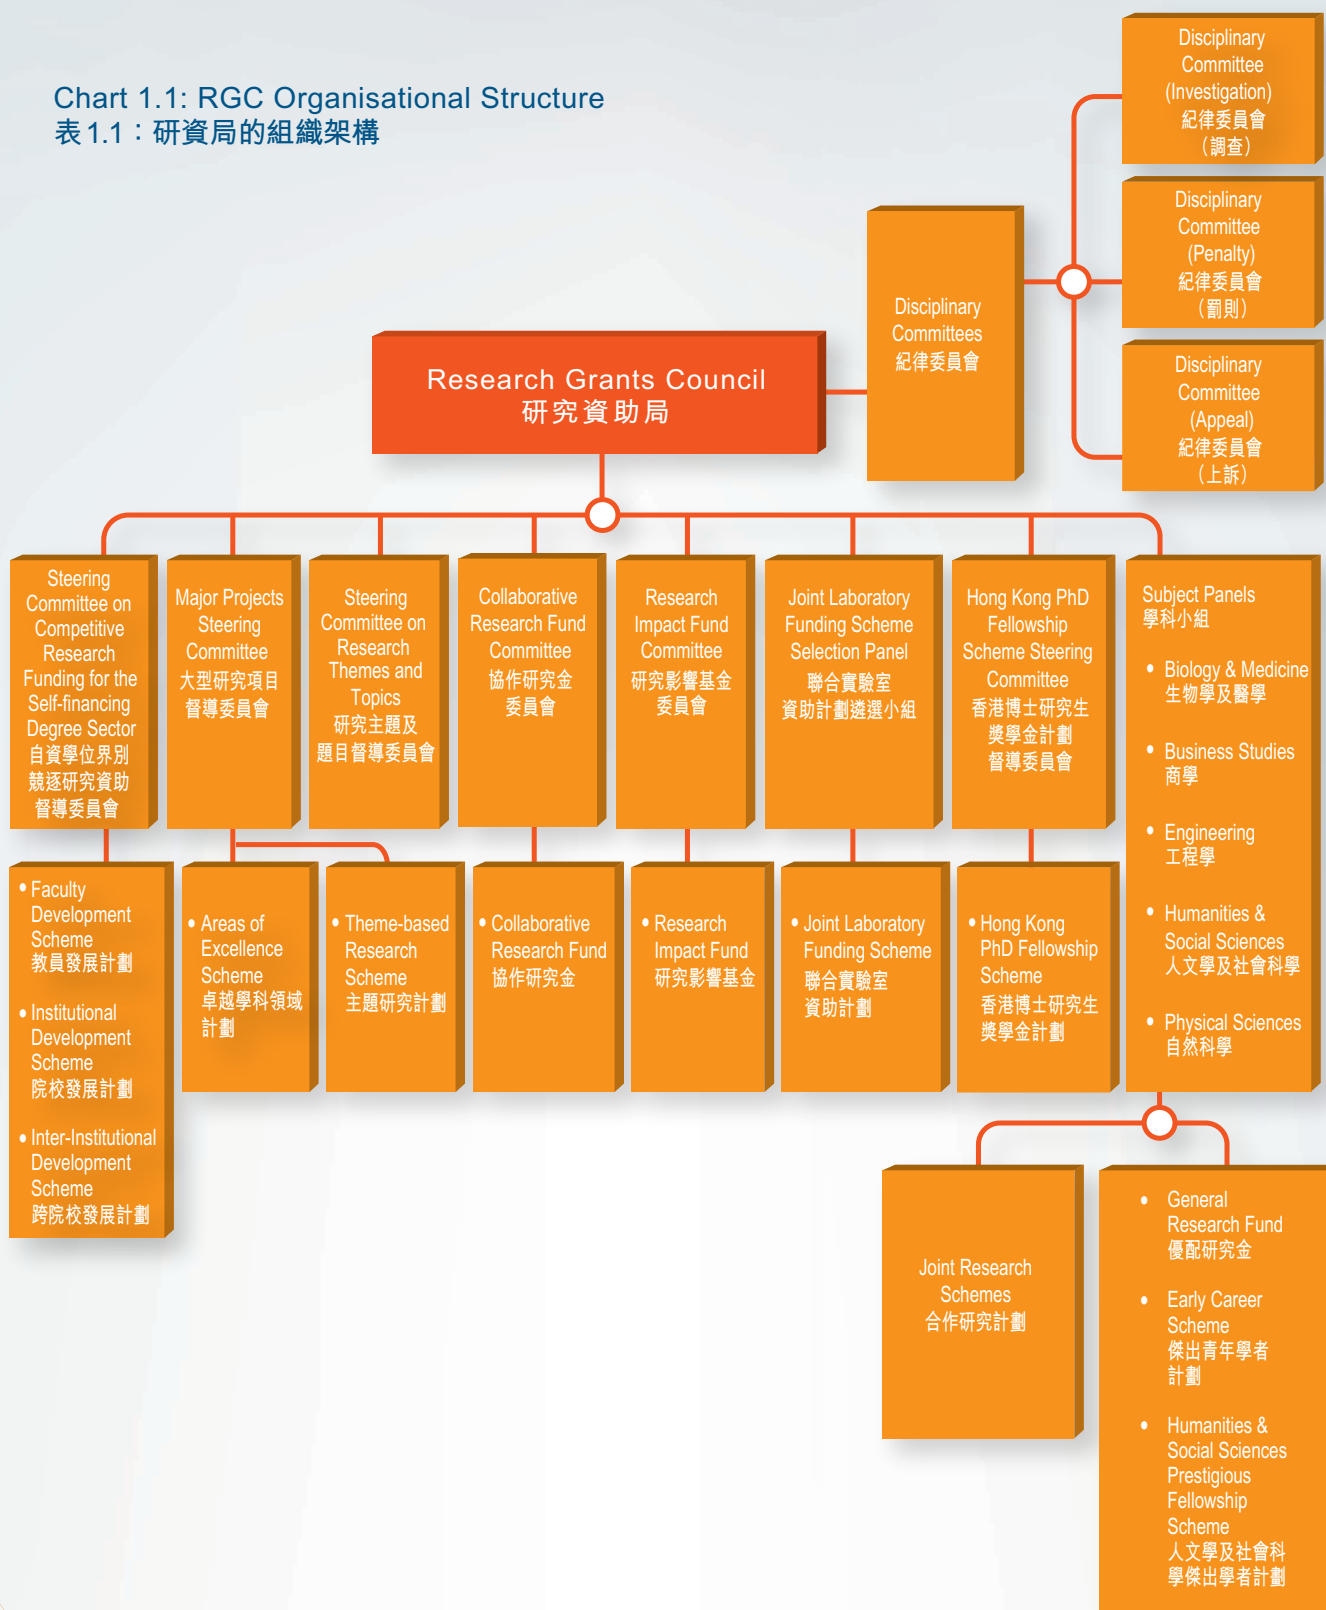 Chart 1.1: RGC Organisational Structure
表1.1：研資局的組織架構
Disciplinary
Committee
(Investigation)
紀律委員會
（調查）
Disciplinary
Committee
(Penalty)
紀律委員會
（罰則）
Disciplinary
Committee
(Appeal)
紀律委員會
（上訴）
Disciplinary
Committees
紀律委員會
Research Grants Council
研究資助局
Steering
Committee on
Competitive
Research
Funding for the
Self-financing
Degree Sector
自資學位界別
競逐研究資助
督導委員會
Major Projects
Steering
Committee
大型研究項目
督導委員會
Steering
Committee on
Research
Themes and
Topics
研究主題及
題目督導委員會
Collaborative
Research Fund
Committee
協作研究金
委員會
Research
Impact Fund
Committee
研究影響基金
委員會
Joint Laboratory
Funding Scheme
Selection Panel
聯合實驗室
資助計劃遴選小組
Hong Kong PhD
Fellowship
Scheme Steering
Committee
香港博士研究生
獎學金計劃
督導委員會
Subject Panels
學科小組
• Biology & Medicine
生物學及醫學
• Business Studies
商學
• Engineering
工程學
• Humanities &
Social Sciences
人文學及社會科學
• Physical Sciences
自然科學
• Faculty
Development
Scheme
教員發展計劃
• Institutional
Development
Scheme
院校發展計劃
• Inter-Institutional
Development
Scheme
跨院校發展計劃
• Areas of
Excellence
Scheme
卓越學科領域
計劃
• Theme-based
Research
Scheme
主題研究計劃
• Collaborative
Research Fund
協作研究金
• Research
Impact Fund
研究影響基金
• Joint Laboratory
Funding Scheme
聯合實驗室
資助計劃
• Hong Kong
PhD Fellowship
Scheme
香港博士研究生
獎學金計劃
Joint Research
Schemes
合作研究計劃
• General
Research Fund
優配研究金
• Early Career
Scheme
傑出青年學者
計劃
• Humanities &
Social Sciences
Prestigious
Fellowship
Scheme
人文學及社會科
學傑出學者計劃